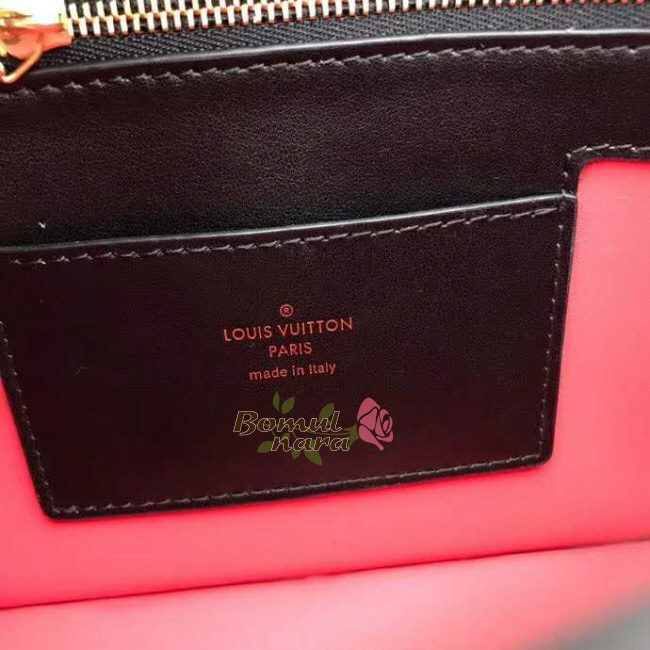 ®
LOUIS VUITTON
PARIS
made in Italy
Bomul
nara